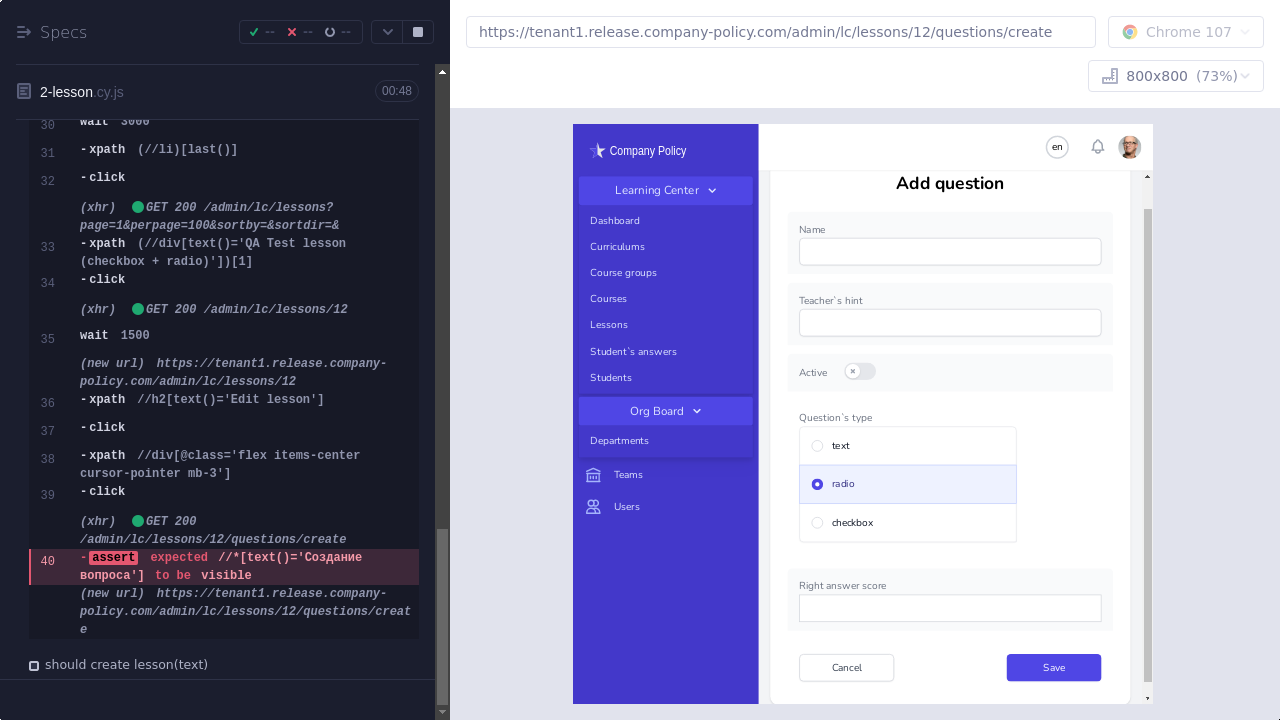 Specs
--
--
--
2-lesson.cy.js
00:48
30 wait 3000
31 -xpath (//li)[last()]
32 -click
(xhr) GET 200 /admin/lc/lessons?
page=1&perpage=100&sortby=&sortdir=&
33 -xpath (//div[text()='QA Test lesson
(checkbox + radio)'])[1]
34 -click
(xhr) GET 200 /admin/lc/lessons/12
35 wait 1500
(new url) https://tenant1.release.company-
policy.com/admin/lc/lessons/12
36 -xpath //h2[text()='Edit lesson']
37 -click
38 -xpath //div[@class='flex items-center
cursor-pointer mb-3']
39 -click
(xhr) GET 200
/admin/lc/lessons/12/questions/create
40 -assert expected //*[text()='Создание
вопроса'] to be visible
(new url) https://tenant1.release.company-
policy.com/admin/lc/lessons/12/questions/creat
e
should create lesson(text)
https://tenant1.release.company-policy.com/admin/lc/lessons/12/questions/create
Chrome 107
800x800 (73%)
Company Policy
Learning Center
Dashboard
Curriculums
Course groups
Courses
Lessons
Student`s answers
Students
Org Board
Departments
Teams
Users
en
Add question
Name
Teacher`s hint
Active
Question`s type
text
radio
checkbox
Right answer score
Cancel
Save